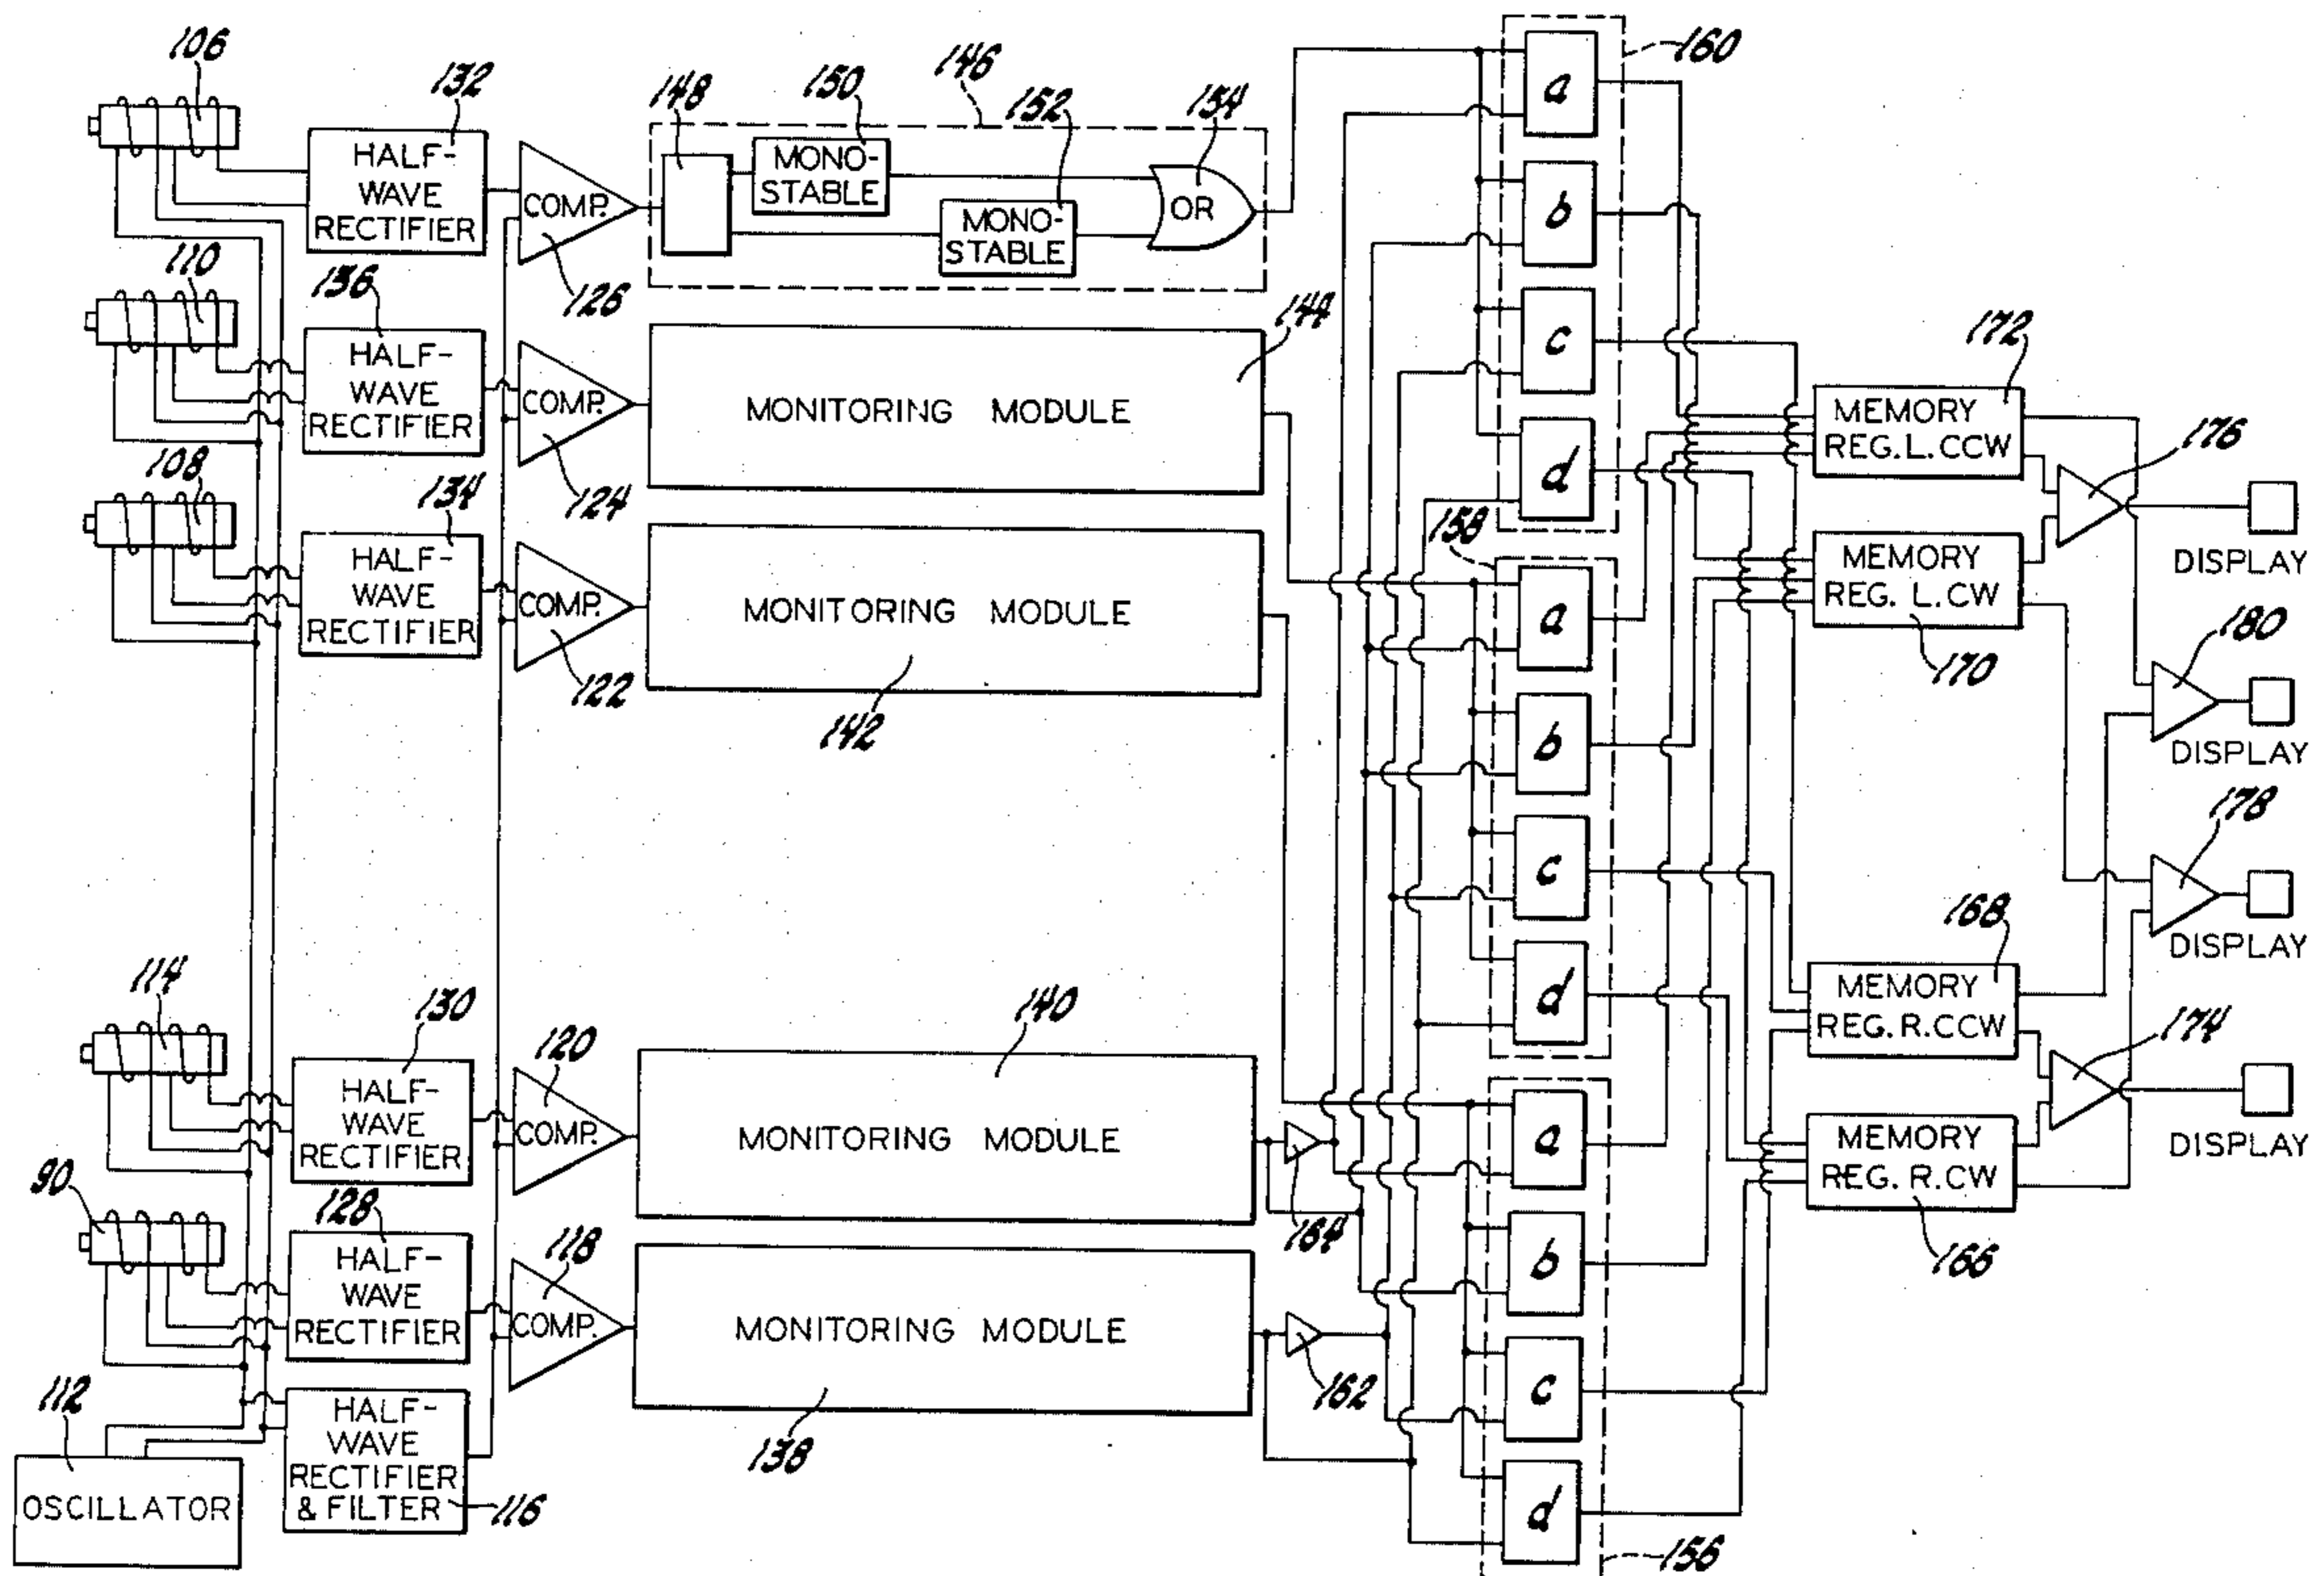 106
132
148
150
146
152
154
160
HALF-
WAVE
RECTIFIER
COMP.
MONO-
STABLE
MONO-
STABLE
OR
126
a
b
c
d
110
136
HALF-
WAVE
RECTIFIER
COMP.
124
MONITORING MODULE
144
108
134
HALF-
WAVE
RECTIFIER
COMP.
122
MONITORING MODULE
142
158
a
b
c
d
172
MEMORY
REG. L. CCW
176
DISPLAY
MEMORY
REG. L. CW
170
180
DISPLAY
178
DISPLAY
168
MEMORY
REG. R. CCW
174
DISPLAY
MEMORY
REG. R. CW
166
114
130
HALF-
WAVE
RECTIFIER
120
COMP.
140
MONITORING MODULE
164
90
128
HALF-
WAVE
RECTIFIER
118
COMP.
MONITORING MODULE
138
162
a
b
c
d
156
112
OSCILLATOR
HALF-
WAVE
RECTIFIER
& FILTER
116